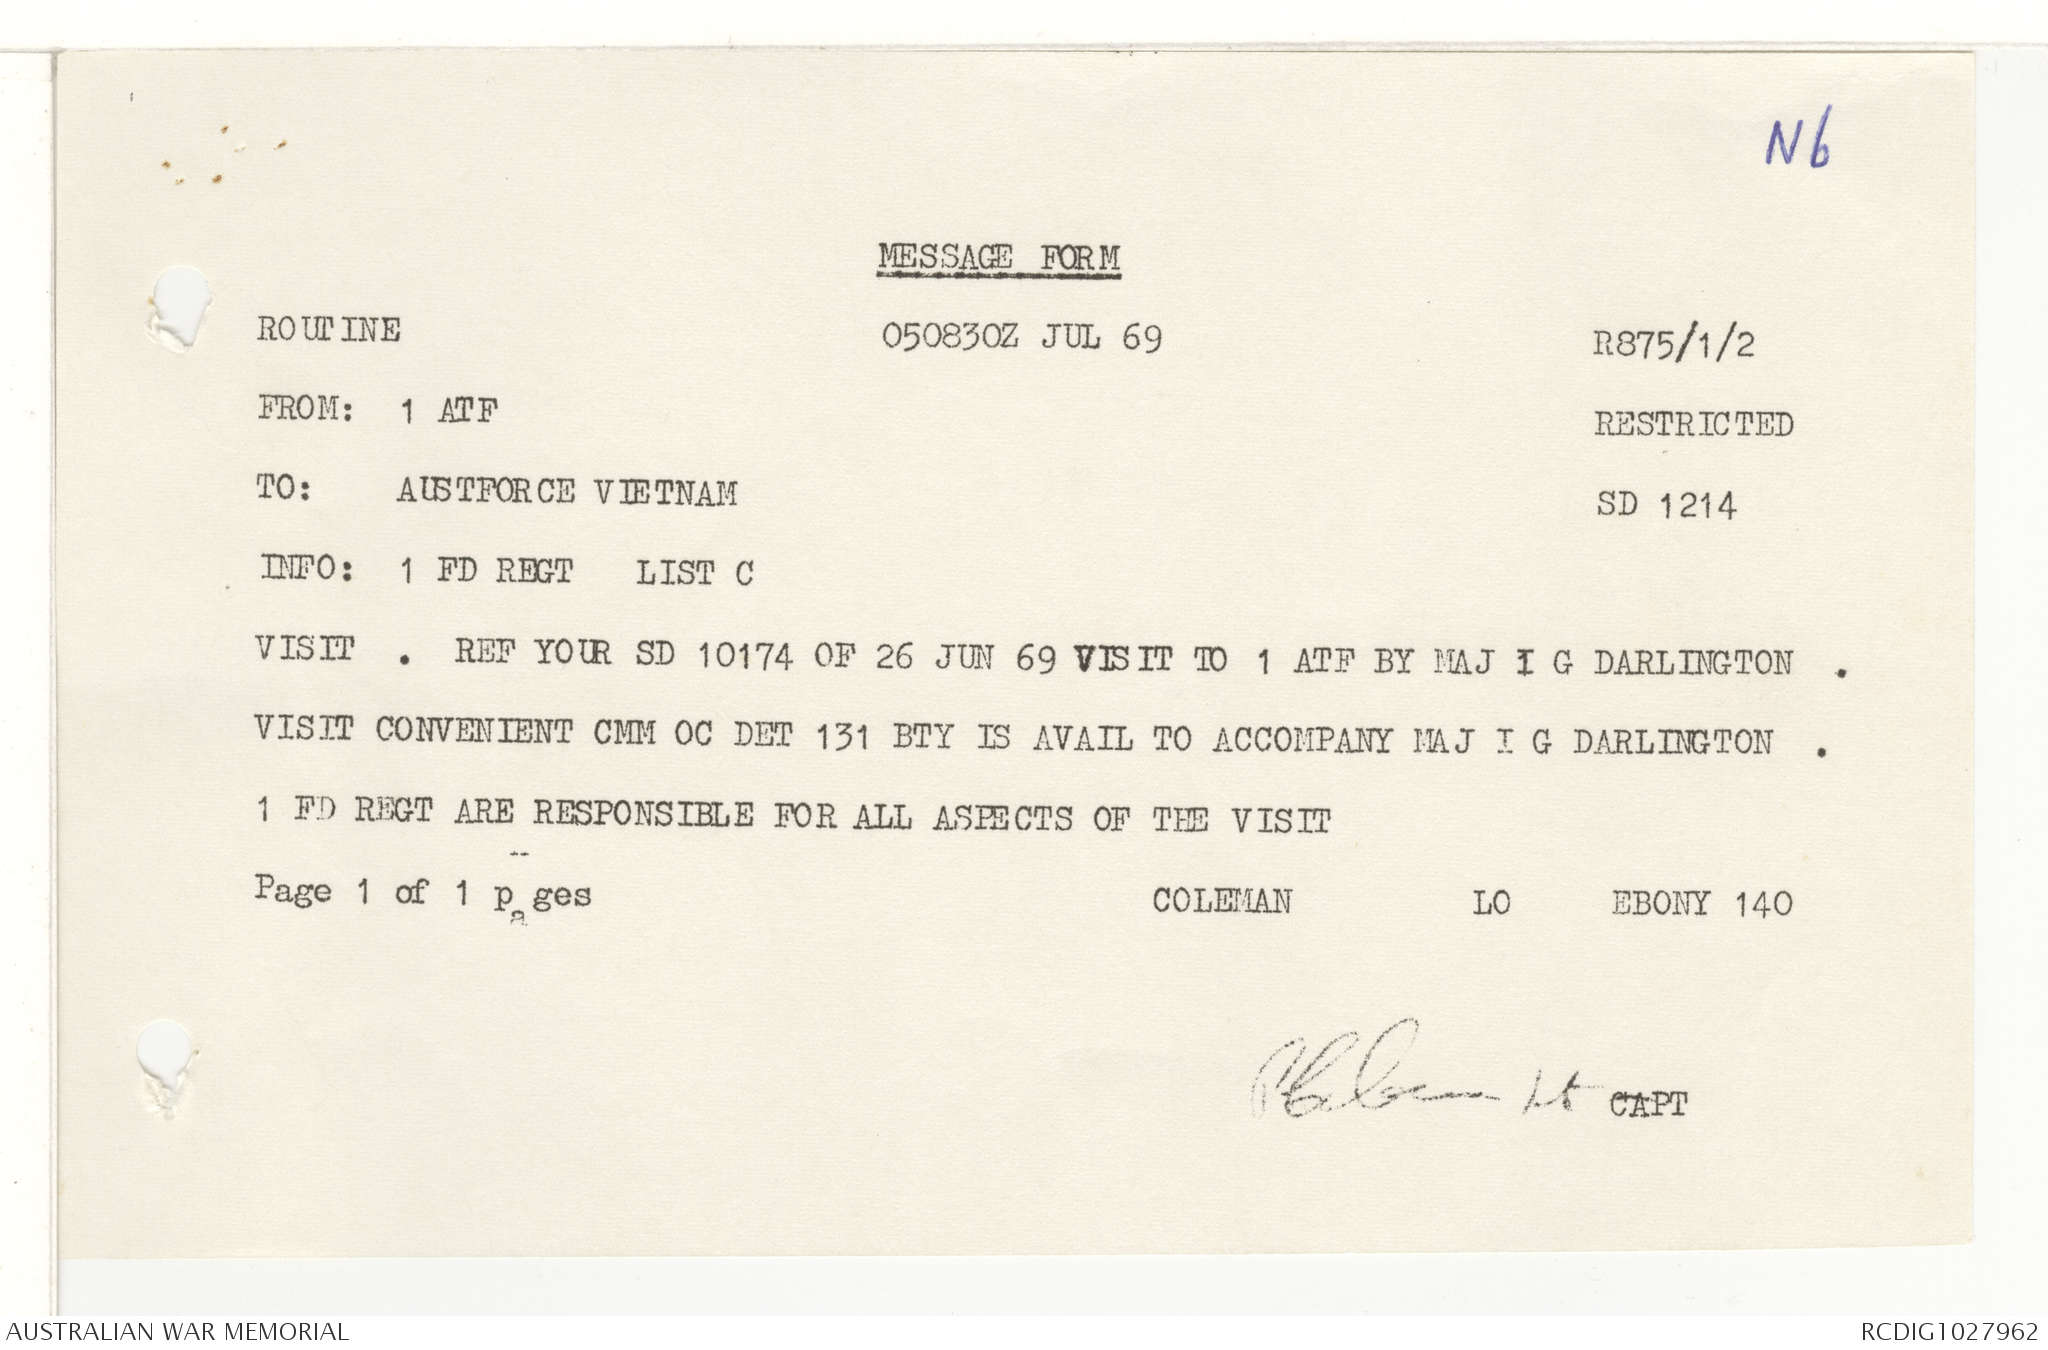 N6
MESSAGE FORM
ROUTINE 050830Z JUL 69 R875/1/2
FROM: 1 ATF RESTRICTED
TO: AUSTFORCE VIETNAM SD 1214
INFO: 1 FD REGT LIST C
VISIT . REF YOUR SD 10174 OF 26 JUN 69 VISIT TO 1 ATF BY MAJ I G DARLINGTON .
VISIT CONVENIENT CMM OC DET 131 BTY IS AVAIL TO ACCOMPANY MAJ I G DARLINGTON .
1 FD REGT ARE RESPONSIBLE FOR ALL ASPECTS OF THE VISIT
Page 1 of 1 pages COLEMAN LO EBONY 140
Lt CAPT
AUSTRALIAN WAR MEMORIAL RCDIG1027962